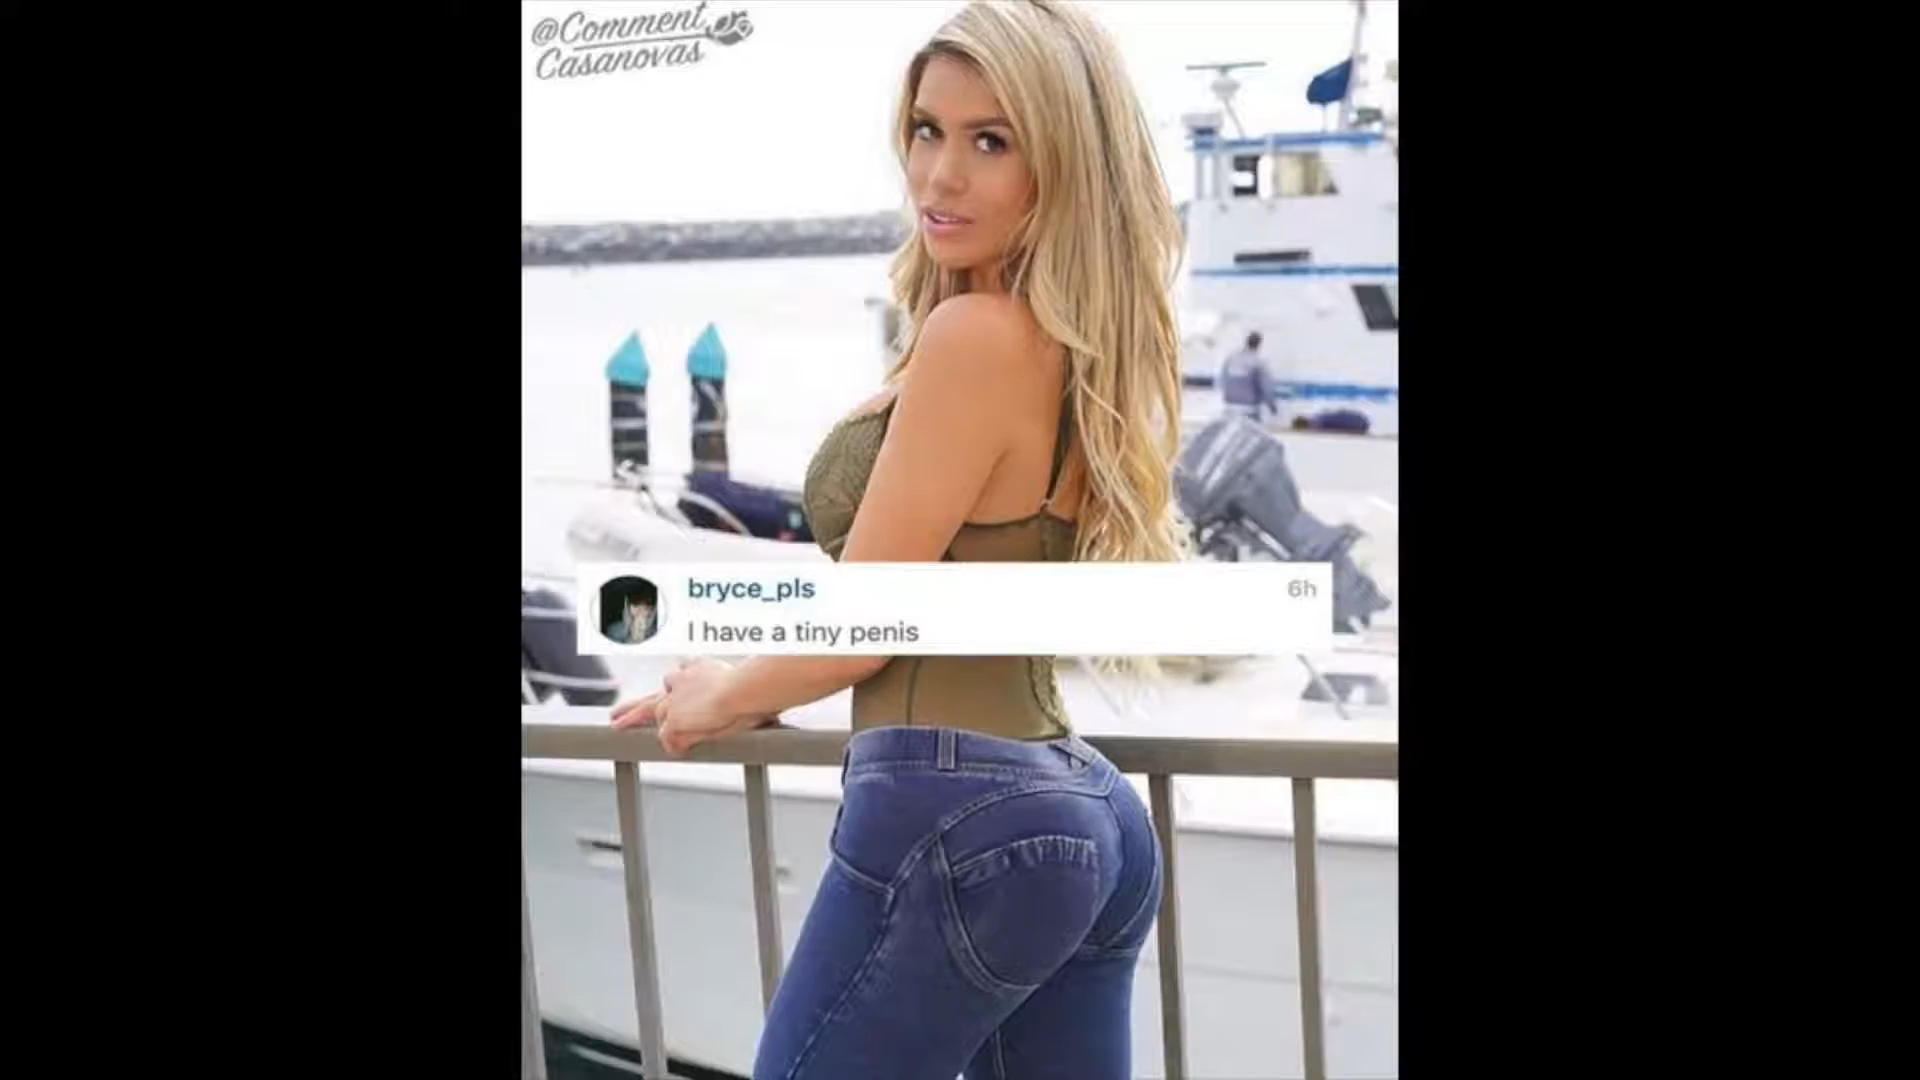 @Comment
Casanovas
bryce_pls 6h
I have a tiny penis